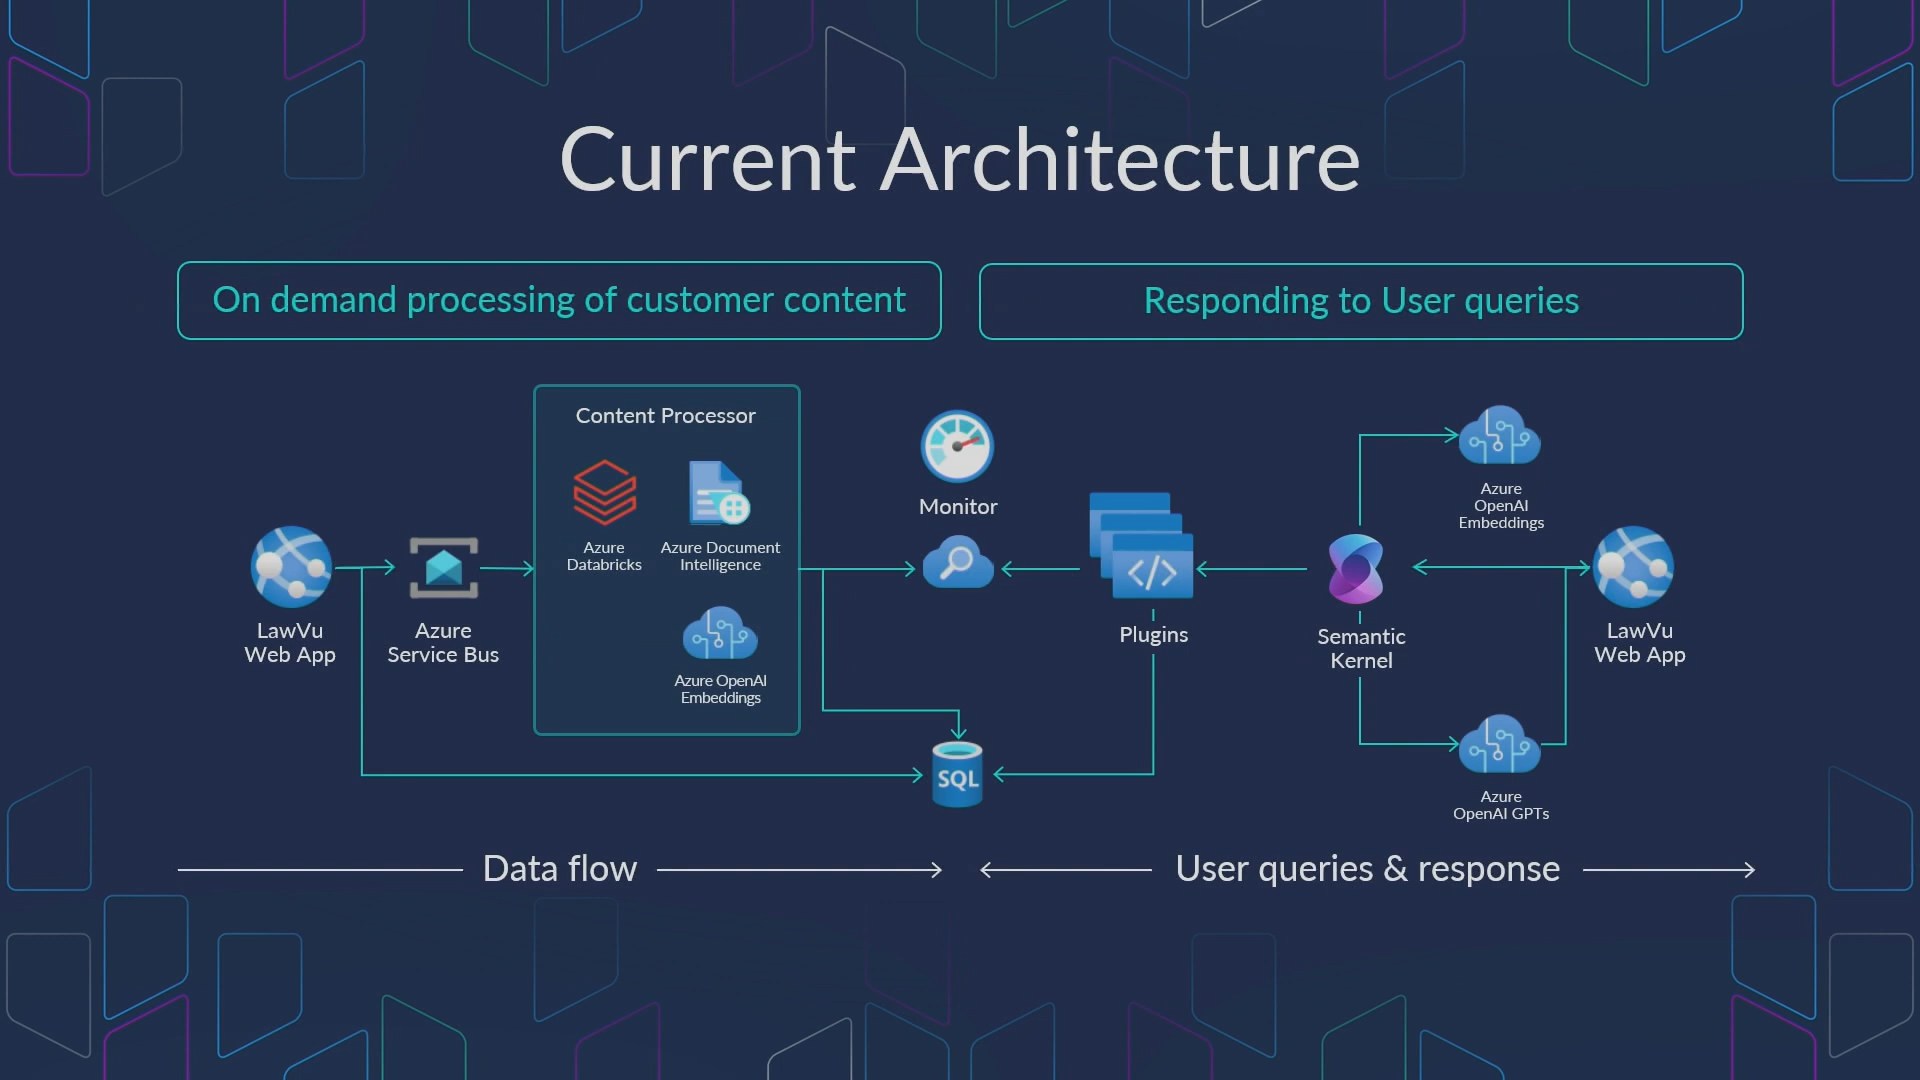 Current Architecture
On demand processing of customer content
Responding to User queries
Content Processor
Azure
Databricks
Azure Document
Intelligence
Azure OpenAI
Embeddings
LawVu
Web App
Azure
Service Bus
Monitor
SQL
</>
Plugins
Semantic
Kernel
Azure
OpenAI
Embeddings
LawVu
Web App
Azure
OpenAI GPTs
Data flow
User queries & response